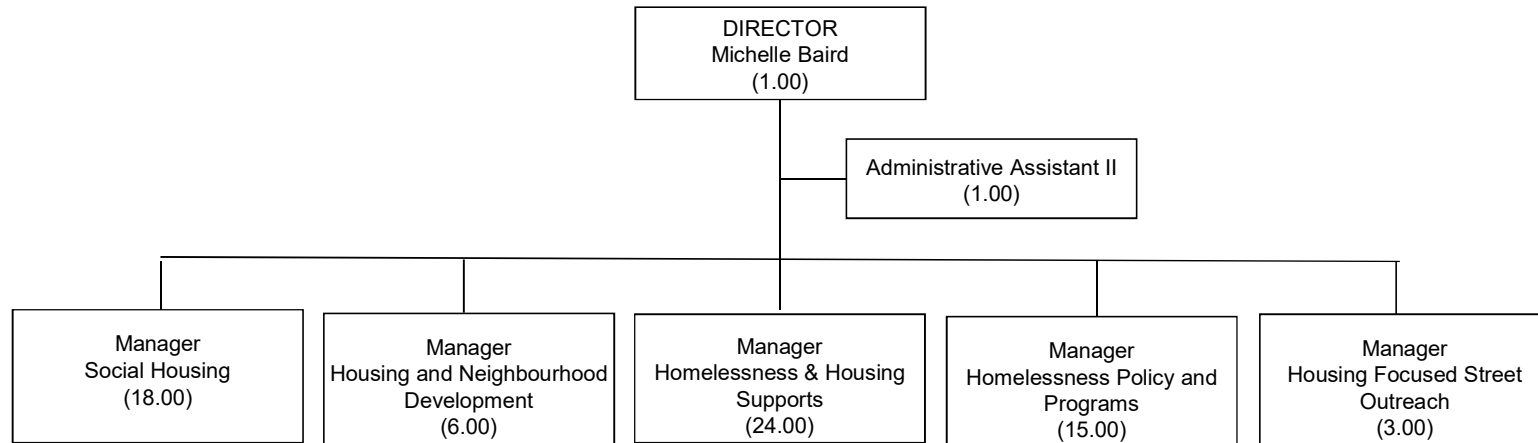 DIRECTOR
Michelle Baird
(1.00)
Administrative Assistant II
(1.00)
Manager
Social Housing
(18.00)
Manager
Housing and Neighbourhood
Development
(6.00)
Manager
Homelessness & Housing
Supports
(24.00)
Manager
Homelessness Policy and
Programs
(15.00)
Manager
Housing Focused Street
Outreach
(3.00)